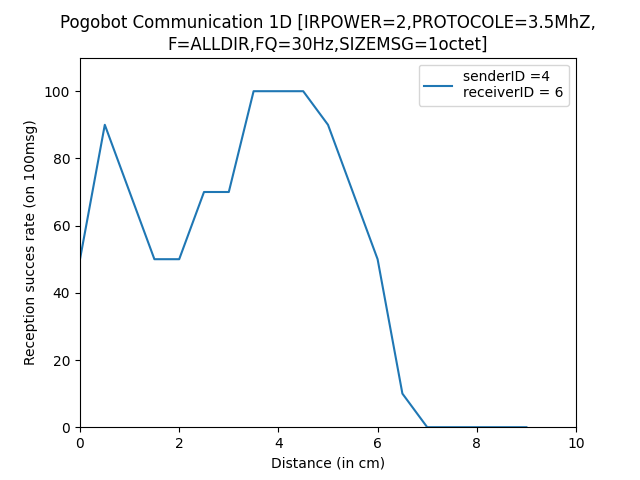 Pogobot Communication 1D [IRPOWER=2,PROTOCOLE=3.5MhZ,
F=ALLDIR,FQ=30Hz,SIZEMSG=1octet]
senderID =4
receiverID = 6
Reception succes rate (on 100msg)
100
80
60
40
20
0
0 2 4 6 8 10
Distance (in cm)